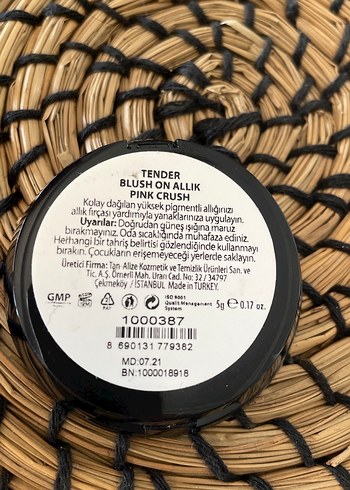 TENDER
BLUSH ON ALLIK
PINK CRUSH
Kolay dağılan yüksek pigmentli allığınızı
allık fırçası yardımıyla yanaklarınıza uygulayın.
Uyarılar: Doğrudan güneş ışığına maruz
bırakmayınız. Oda sıcaklığında muhafaza ediniz.
Herhangi bir tahriş belirtisi gözlendiğinde kullanmayı
bırakın. Çocukların erişemeyeceği yerlerde saklayın.
Üretici Firma: Tan Alize Kozmetik ve Temizlik Ürünleri San. ve
Tic. A.Ş. Ömerli Mah. Uran Cad. No: 32 / 34797
Çekmeköy / İSTANBUL Made in TURKEY.
GMP
12M
PAT
ISO 9001
Quality Management
System
5g e 0.17 oz.
1000387
8 690131 779382
MD:07.21
BN:1000018918